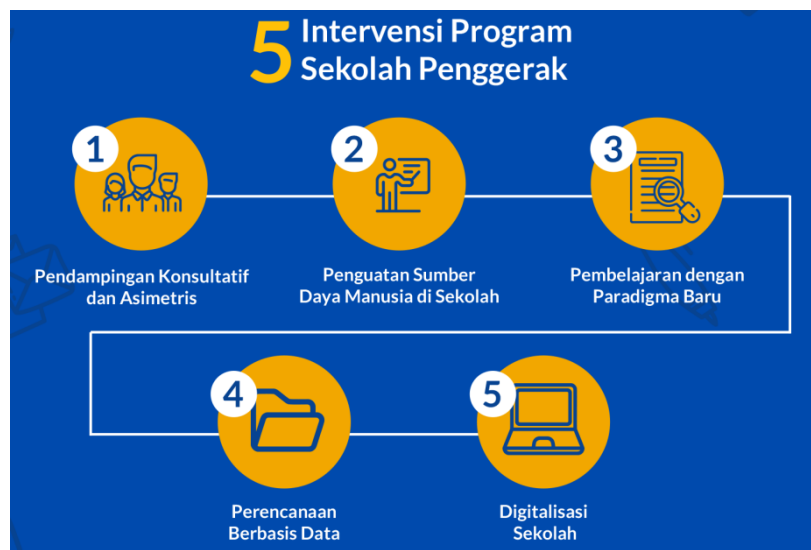 5 Intervensi Program
Sekolah Penggerak
1
Pendampingan Konsultatif
dan Asimetris
2
Penguatan Sumber
Daya Manusia di Sekolah
3
Pembelajaran dengan
Paradigma Baru
4
Perencanaan
Berbasis Data
5
Digitalisasi
Sekolah